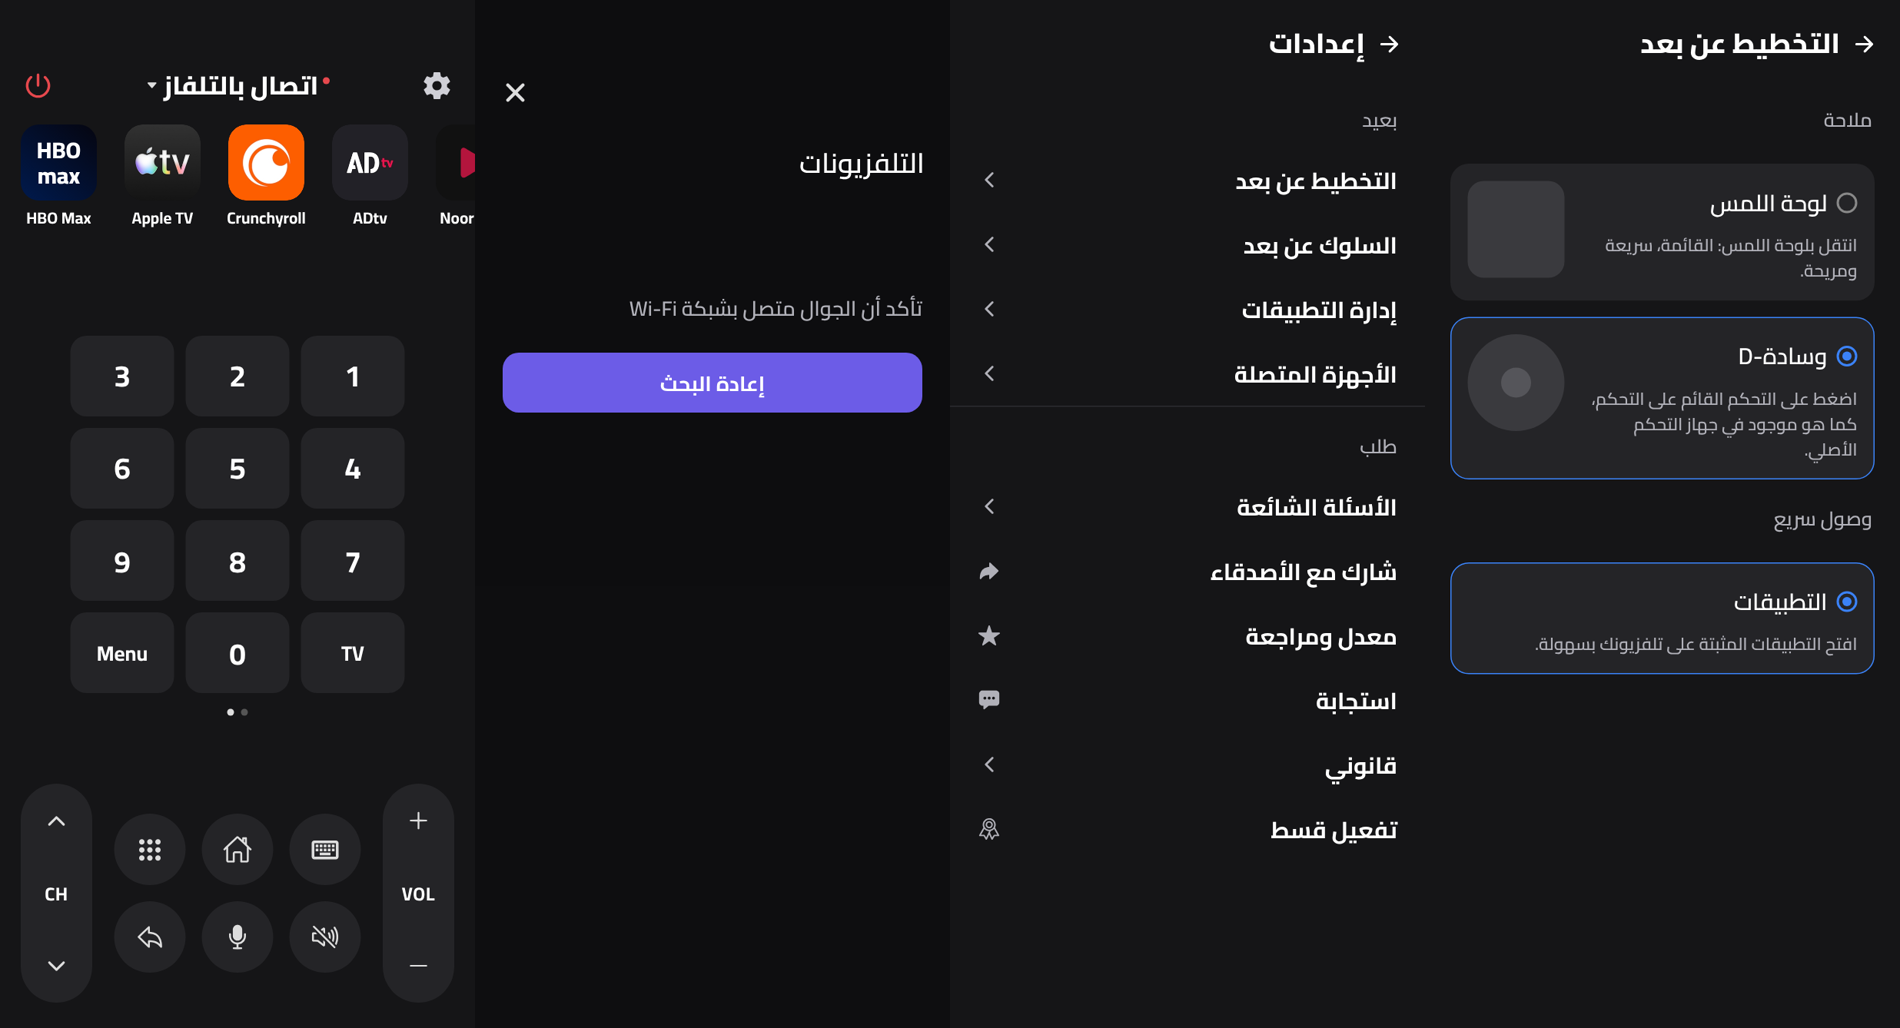 التخطيط عن بعد
ملاحة
لوحة اللمس
انتقل بلوحة اللمس: القائمة، سريعة
ومريحة.
وسادة-D
اضغط على التحكم القائم على التحكم،
كما هو موجود في جهاز التحكم
الأصلي.
وصول سريع
التطبيقات
افتح التطبيقات المثبتة على تلفزيونك بسهولة.
إعدادات
بعيد
التخطيط عن بعد
السلوك عن بعد
إدارة التطبيقات
الأجهزة المتصلة
طلب
الأسئلة الشائعة
شارك مع الأصدقاء
معدل ومراجعة
استجابة
قانوني
تفعيل قسط
التلفزيونات
تأكد أن الجوال متصل بشبكة Wi-Fi
إعادة البحث
اتصال بالتلفاز
HBO
max
tv
ADtv
HBO Max
Apple TV
Crunchyroll
ADtv
Noor
1 2 3
4 5 6
7 8 9
TV 0 Menu
CH
VOL